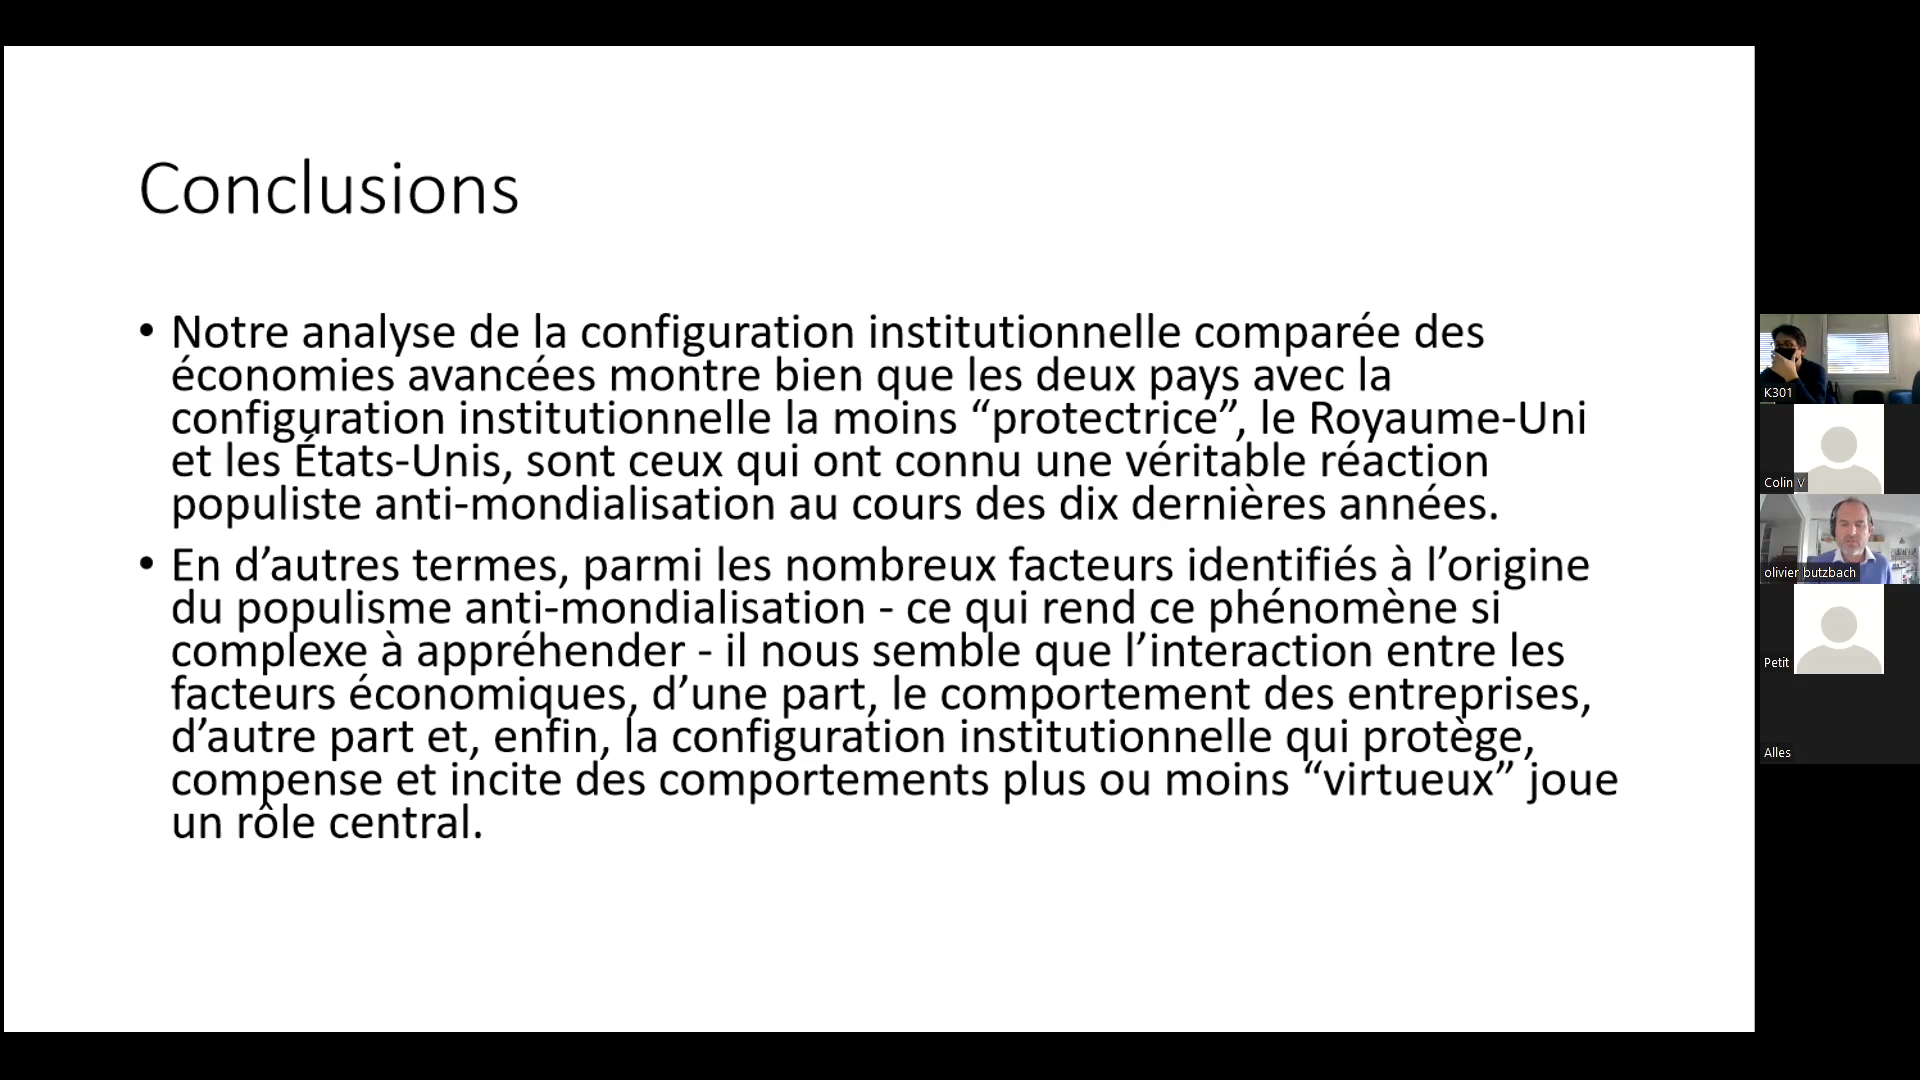 Conclusions
• Notre analyse de la configuration institutionnelle comparée des
économies avancées montre bien que les deux pays avec la
configuration institutionnelle la moins “protectrice”, le Royaume-Uni
et les États-Unis, sont ceux qui ont connu une véritable réaction
populiste anti-mondialisation au cours des dix dernières années.
• En d’autres termes, parmi les nombreux facteurs identifiés à l’origine
du populisme anti-mondialisation - ce qui rend ce phénomène si
complexe à appréhender - il nous semble que l’interaction entre les
facteurs économiques, d’une part, le comportement des entreprises,
d’autre part et, enfin, la configuration institutionnelle qui protège,
compense et incite des comportements plus ou moins “virtueux” joue
un rôle central.
K301
Colin V
olivier butzbach
Petit
Alles